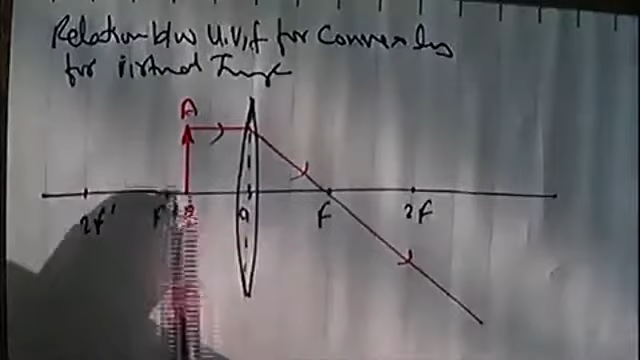 Relation b/w U,V,f for Convex lens
for virtual Image
A
2F' F' B O F 2F